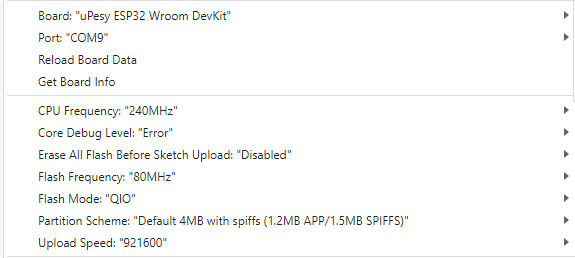 Board: "uPesy ESP32 Wroom DevKit"
Port: "COM9"
Reload Board Data
Get Board Info
CPU Frequency: "240MHz"
Core Debug Level: "Error"
Erase All Flash Before Sketch Upload: "Disabled"
Flash Frequency: "80MHz"
Flash Mode: "QIO"
Partition Scheme: "Default 4MB with spiffs (1.2MB APP/1.5MB SPIFFS)"
Upload Speed: "921600"